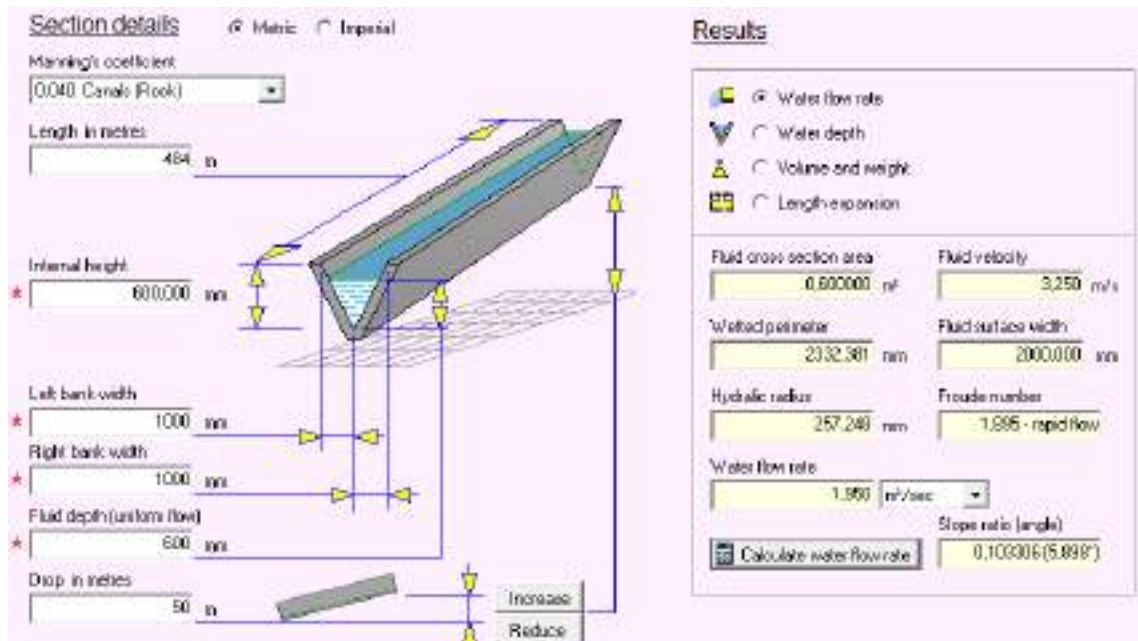 Section details
Metric
Imperial
Manning's coefficient
0,040 Canals (Rock)
Length in metres
484 m
Internal height
* 600,000 mm
Left bank width
* 1000 mm
Right bank width
* 1000 mm
Fluid depth (uniform flow)
* 600 mm
Drop in metres
50 m
Increase
Reduce
Results
Water flow rate
Water depth
Volume and weight
Length expansion
Fluid cross section area
0,600000 m²
Fluid velocity
3,250 m/s
Wetted perimeter
2332,381 mm
Fluid surface width
2000,000 mm
Hydralic radius
257,248 mm
Froude number
1,895 - rapid flow
Water flow rate
1,950 m³/sec
Slope ratio (angle)
Calculate water flow rate
0,103306 (5,898°)